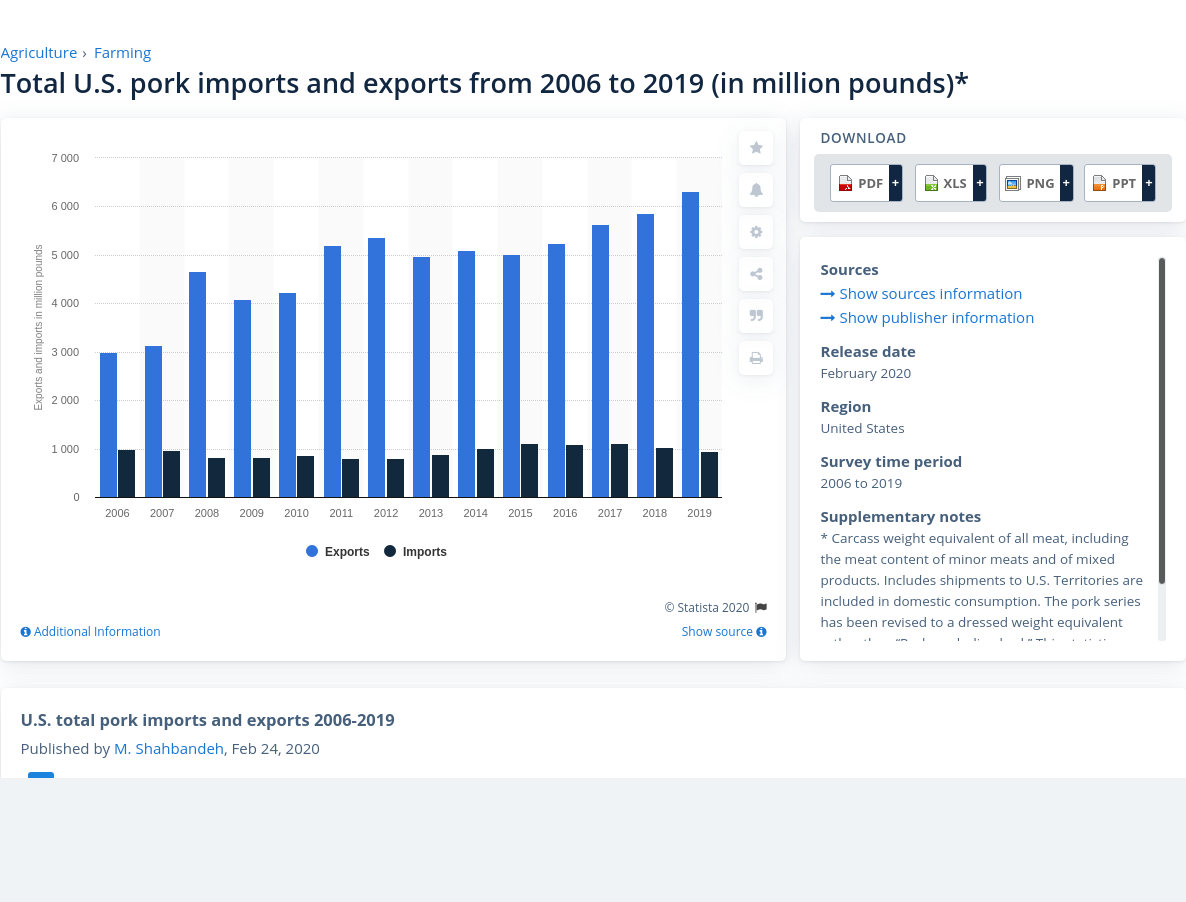 Agriculture › Farming
Total U.S. pork imports and exports from 2006 to 2019 (in million pounds)*
Exports and imports in million pounds
7 000
6 000
5 000
4 000
3 000
2 000
1 000
0
2006 2007 2008 2009 2010 2011 2012 2013 2014 2015 2016 2017 2018 2019
Exports Imports
© Statista 2020
Additional Information
Show source
DOWNLOAD
PDF + XLS + PNG + PPT +
Sources
Show sources information
Show publisher information
Release date
February 2020
Region
United States
Survey time period
2006 to 2019
Supplementary notes
* Carcass weight equivalent of all meat, including
the meat content of minor meats and of mixed
products. Includes shipments to U.S. Territories are
included in domestic consumption. The pork series
has been revised to a dressed weight equivalent
U.S. total pork imports and exports 2006-2019
Published by M. Shahbandeh, Feb 24, 2020